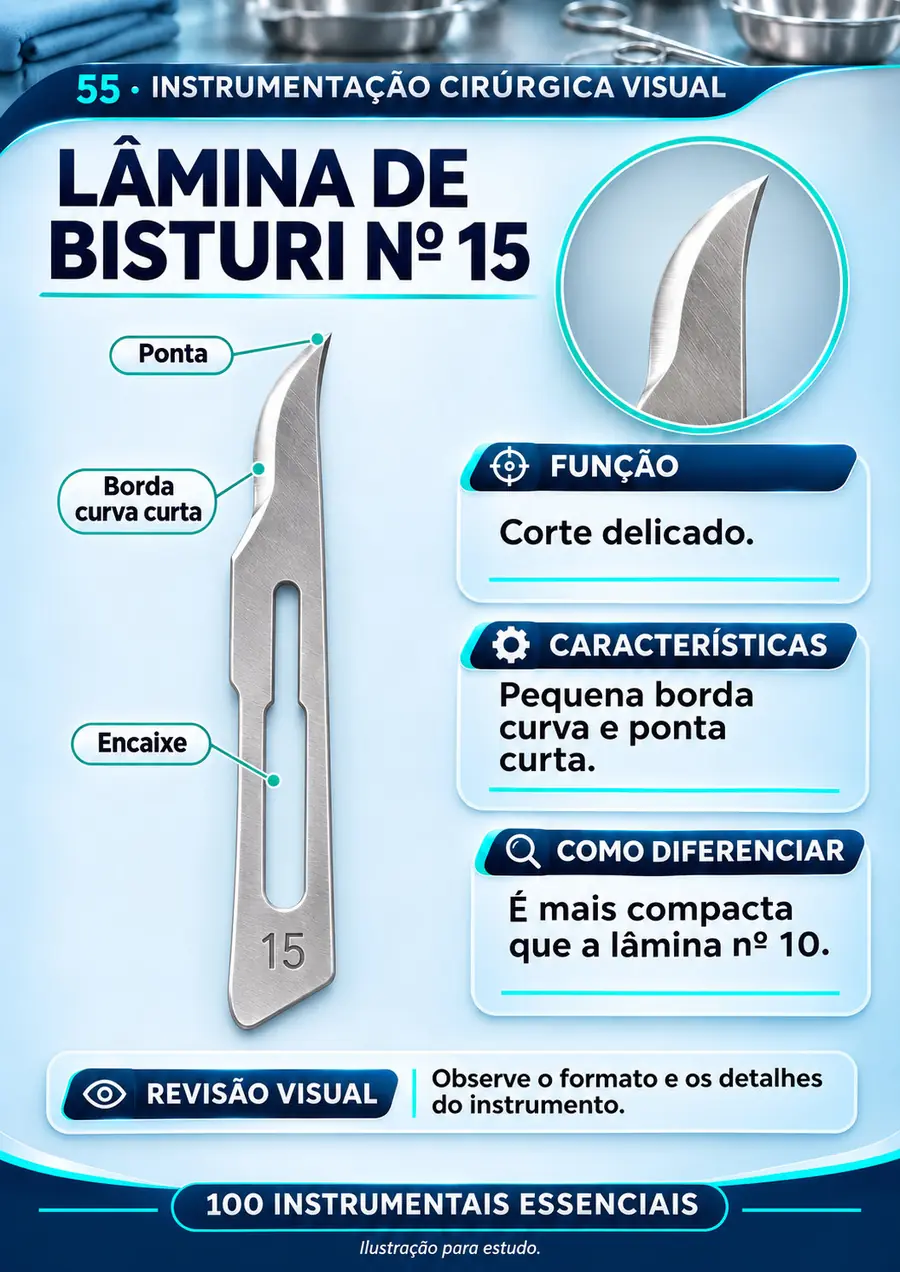 55 · INSTRUMENTAÇÃO CIRÚRGICA VISUAL
LÂMINA DE
BISTURI Nº 15
Ponta
Borda
curva curta
Encaixe
15
FUNÇÃO
Corte delicado.
CARACTERÍSTICAS
Pequena borda
curva e ponta
curta.
COMO DIFERENCIAR
É mais compacta
que a lâmina nº 10.
REVISÃO VISUAL
Observe o formato e os detalhes
do instrumento.
100 INSTRUMENTAIS ESSENCIAIS
Ilustração para estudo.